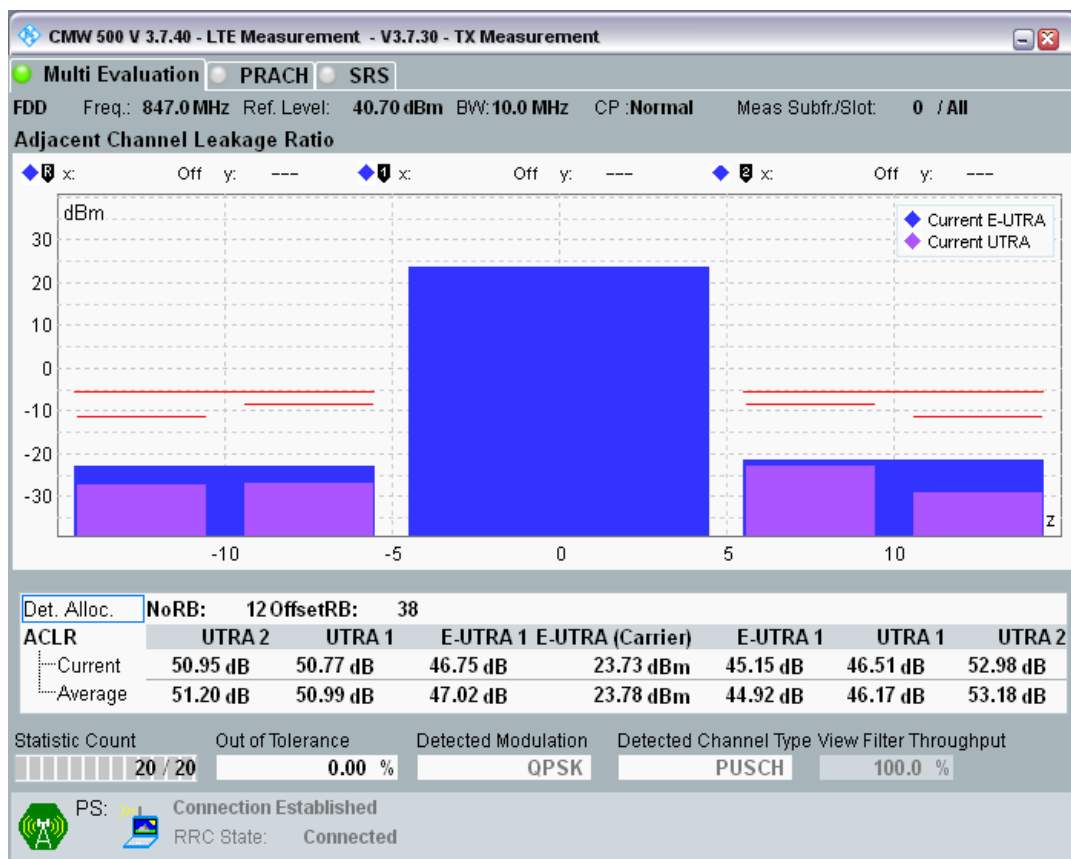 CMW 500 V 3.7.40 - LTE Measurement - V3.7.30 - TX Measurement
Multi Evaluation PRACH SRS
FDD Freq.: 847.0 MHz Ref. Level: 40.70 dBm BW: 10.0 MHz CP :Normal Meas Subfr./Slot: 0 / All
Adjacent Channel Leakage Ratio
R x: Off y: --- 1 x: Off y: --- 2 x: Off y: ---
dBm
Current E-UTRA
Current UTRA
30
20
10
0
-10
-20
-30
z
-10 -5 0 5 10
Det. Alloc. NoRB: 12 OffsetRB: 38
ACLR UTRA 2 UTRA 1 E-UTRA 1 E-UTRA (Carrier) E-UTRA 1 UTRA 1 UTRA 2
Current 50.95 dB 50.77 dB 46.75 dB 23.73 dBm 45.15 dB 46.51 dB 52.98 dB
Average 51.20 dB 50.99 dB 47.02 dB 23.78 dBm 44.92 dB 46.17 dB 53.18 dB
Statistic Count Out of Tolerance Detected Modulation Detected Channel Type View Filter Throughput
20 / 20 0.00 % QPSK PUSCH 100.0 %
PS: Connection Established
RRC State: Connected